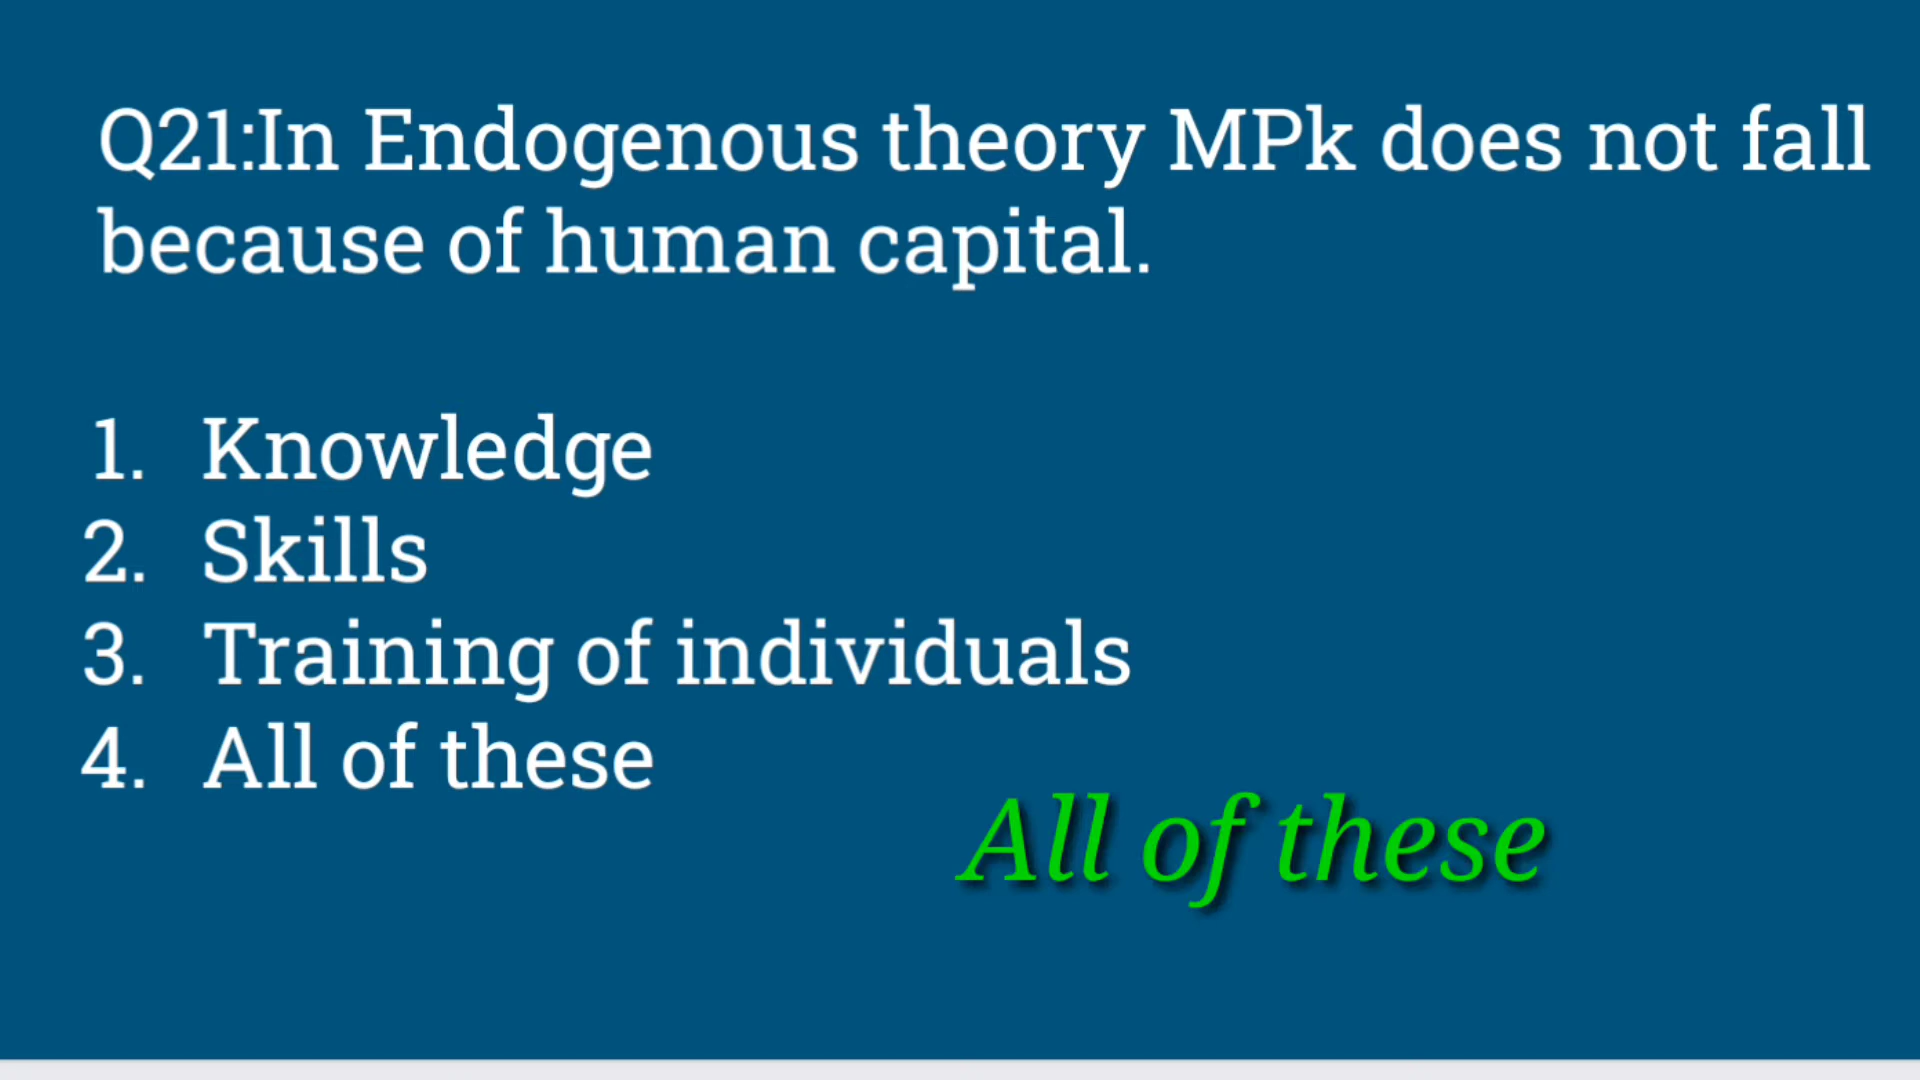 Q21:In Endogenous theory MPk does not fall
because of human capital.
1. Knowledge
2. Skills
3. Training of individuals
4. All of these
All of these